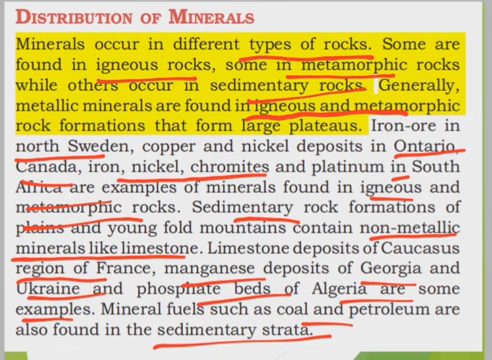 DISTRIBUTION OF MINERALS
Minerals occur in different types of rocks. Some are
found in igneous rocks, some in metamorphic rocks
while others occur in sedimentary rocks. Generally,
metallic minerals are found in igneous and metamorphic
rock formations that form large plateaus. Iron-ore in
north Sweden, copper and nickel deposits in Ontario,
Canada, iron, nickel, chromites and platinum in South
Africa are examples of minerals found in igneous and
metamorphic rocks. Sedimentary rock formations of
plains and young fold mountains contain non-metallic
minerals like limestone. Limestone deposits of Caucasus
region of France, manganese deposits of Georgia and
Ukraine and phosphate beds of Algeria are some
examples. Mineral fuels such as coal and petroleum are
also found in the sedimentary strata.